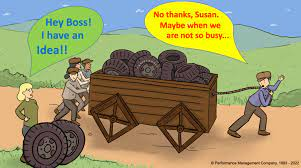 Hey Boss!
I have an
Idea!!
No thanks, Susan.
Maybe when we
are not so busy...
© Performance Management Company, 1993 - 2022